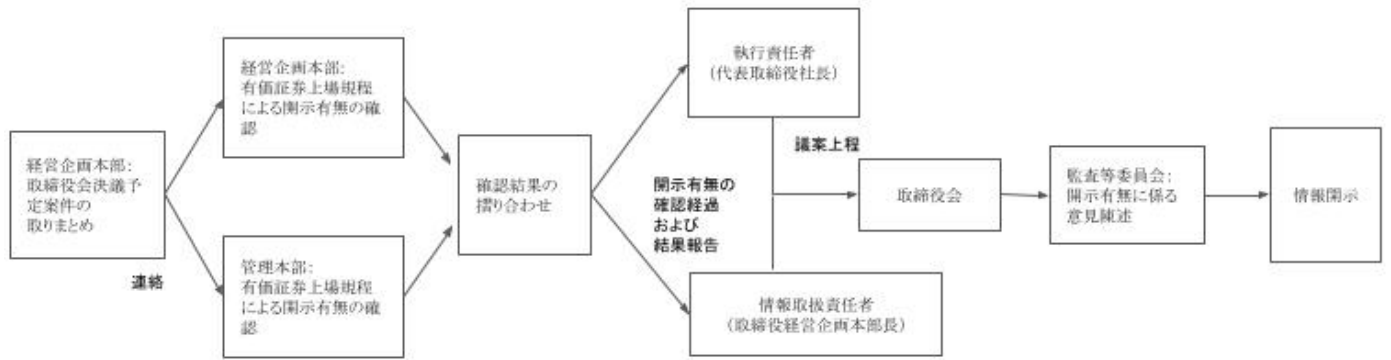 経営企画本部：
取締役会決議予
定案件の
取りまとめ
連絡
経営企画本部：
有価証券上場規程
による開示有無の確
認
管理本部：
有価証券上場規程
による開示有無の確
認
確認結果の
摺り合わせ
執行責任者
（代表取締役社長）
開示有無の
確認経過
および
結果報告
情報取扱責任者
（取締役経営企画本部長）
議案上程
取締役会
監査等委員会：
開示有無に係る
意見陳述
情報開示